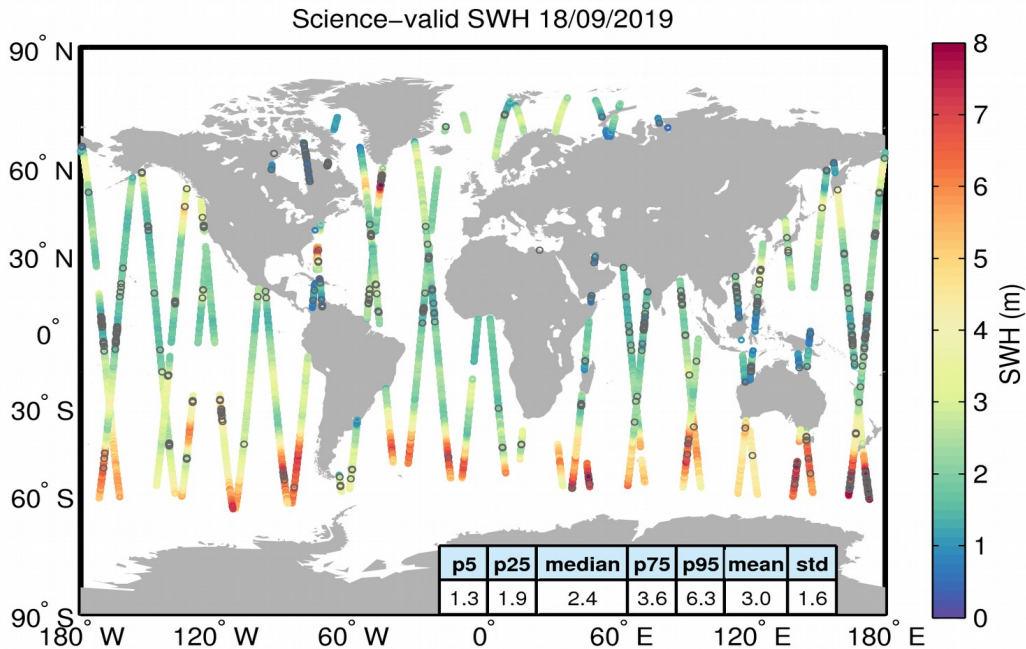 Science−valid SWH 18/09/2019
90° N
60° N
30° N
0°
30° S
60° S
90° S
180° W
120° W
60° W
0°
60° E
120° E
180° E
p5 p25 median p75 p95 mean std
1.3 1.9 2.4 3.6 6.3 3.0 1.6
8
7
6
5
4
3
2
1
0
SWH (m)